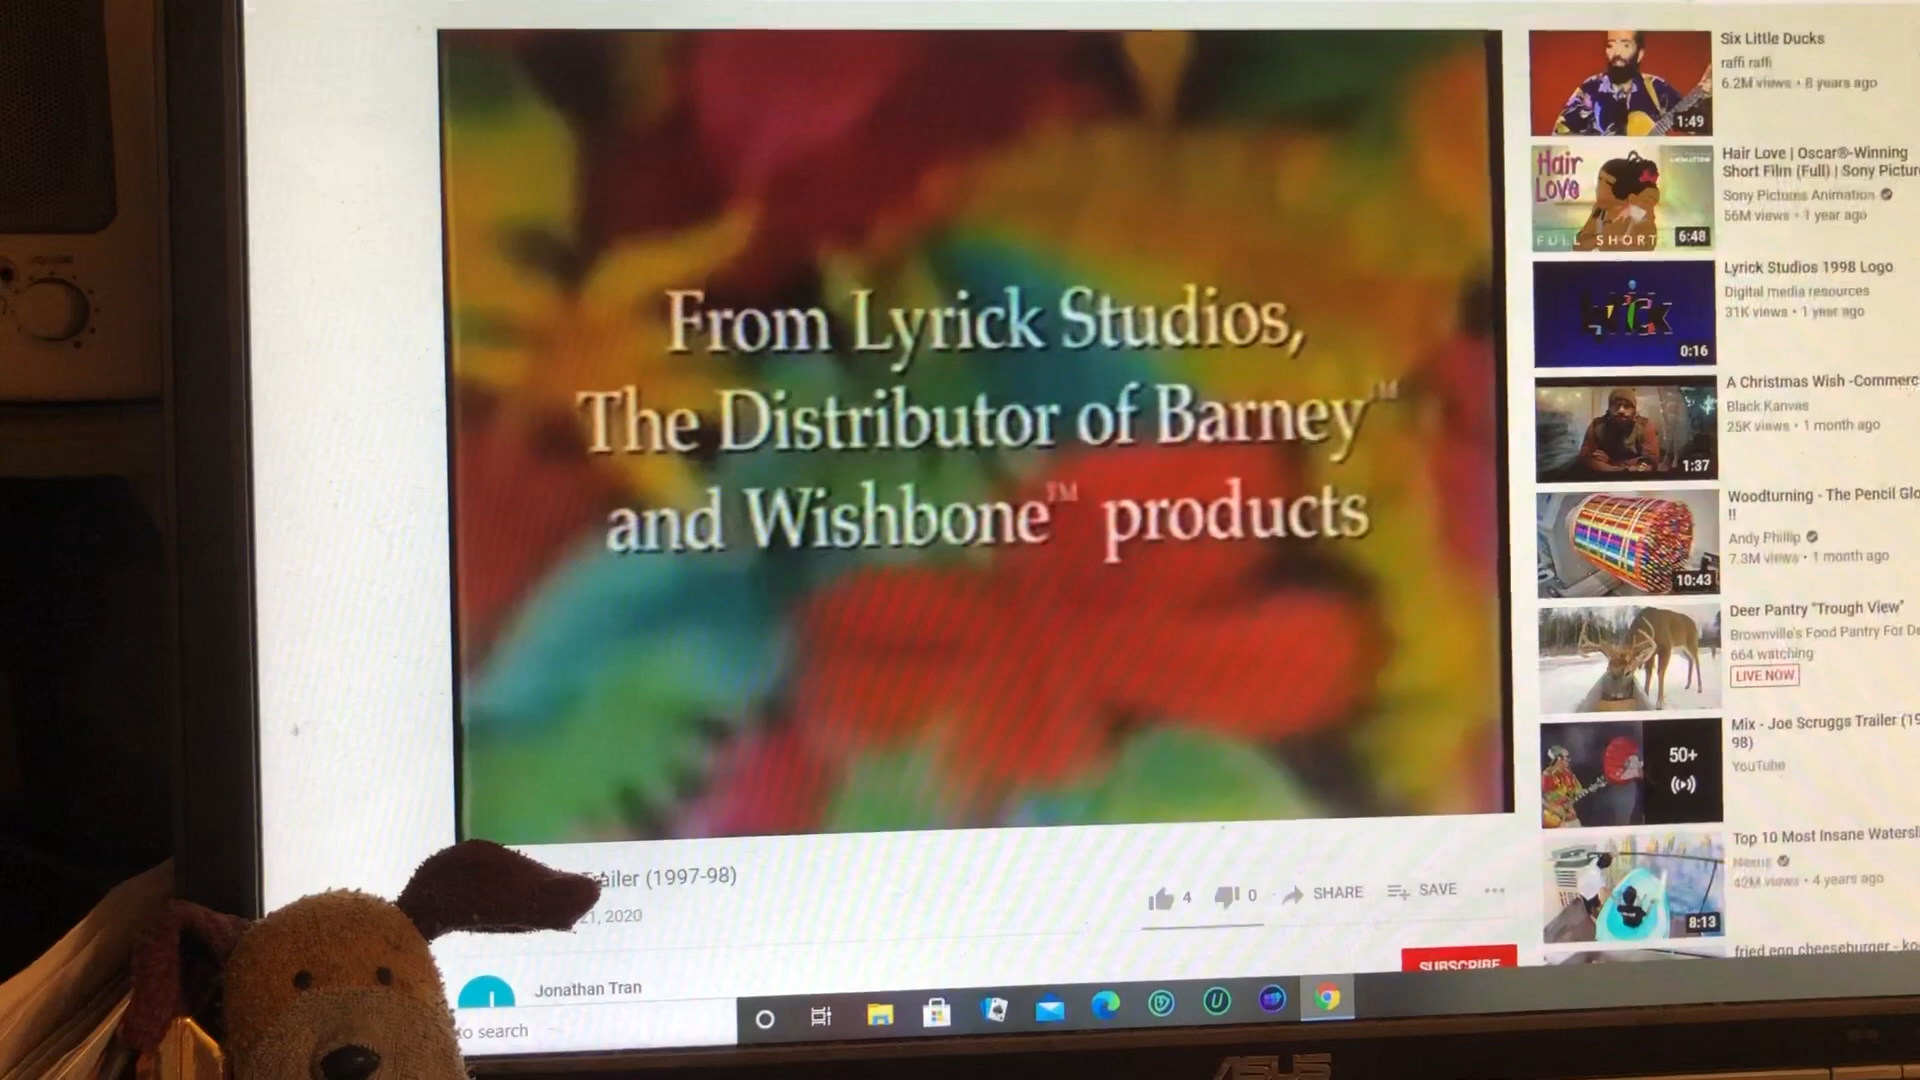 From Lyrick Studios,
The Distributor of Barney™
and Wishbone™ products
Trailer (1997-98)
21, 2020
4
0
SHARE
SAVE
SUBSCRIBE
Jonathan Tran
to search
ASUS
Six Little Ducks
raffi raffi
6.2M views • 8 years ago
1:49
Hair
Love
FULL SHORT
6:48
Hair Love | Oscar®-Winning
Short Film (Full) | Sony Pictur
Sony Pictures Animation
56M views • 1 year ago
Lyrick Studios 1998 Logo
Digital media resources
31K views • 1 year ago
0:16
A Christmas Wish -Commerc
Black Kanvas
25K views • 1 month ago
1:37
Woodturning - The Pencil Glo
!!
Andy Phillip
7.3M views • 1 month ago
10:43
Deer Pantry "Trough View"
Brownville's Food Pantry For De
664 watching
LIVE NOW
Mix - Joe Scruggs Trailer (19
98)
YouTube
50+
Top 10 Most Insane Watersli
42M views • 4 years ago
8:13
fried egg cheeseburger - ko